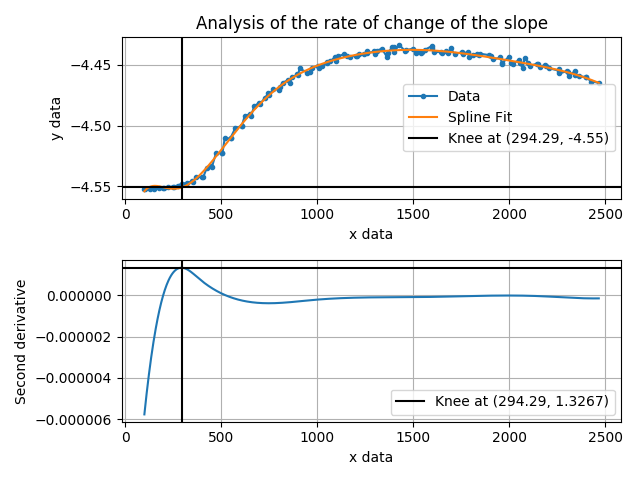 Analysis of the rate of change of the slope
−4.45
−4.50
−4.55
y data
Data
Spline Fit
Knee at (294.29, -4.55)
0
500
1000
1500
2000
2500
x data
0.000000
−0.000002
−0.000004
−0.000006
Second derivative
Knee at (294.29, 1.3267)
0
500
1000
1500
2000
2500
x data